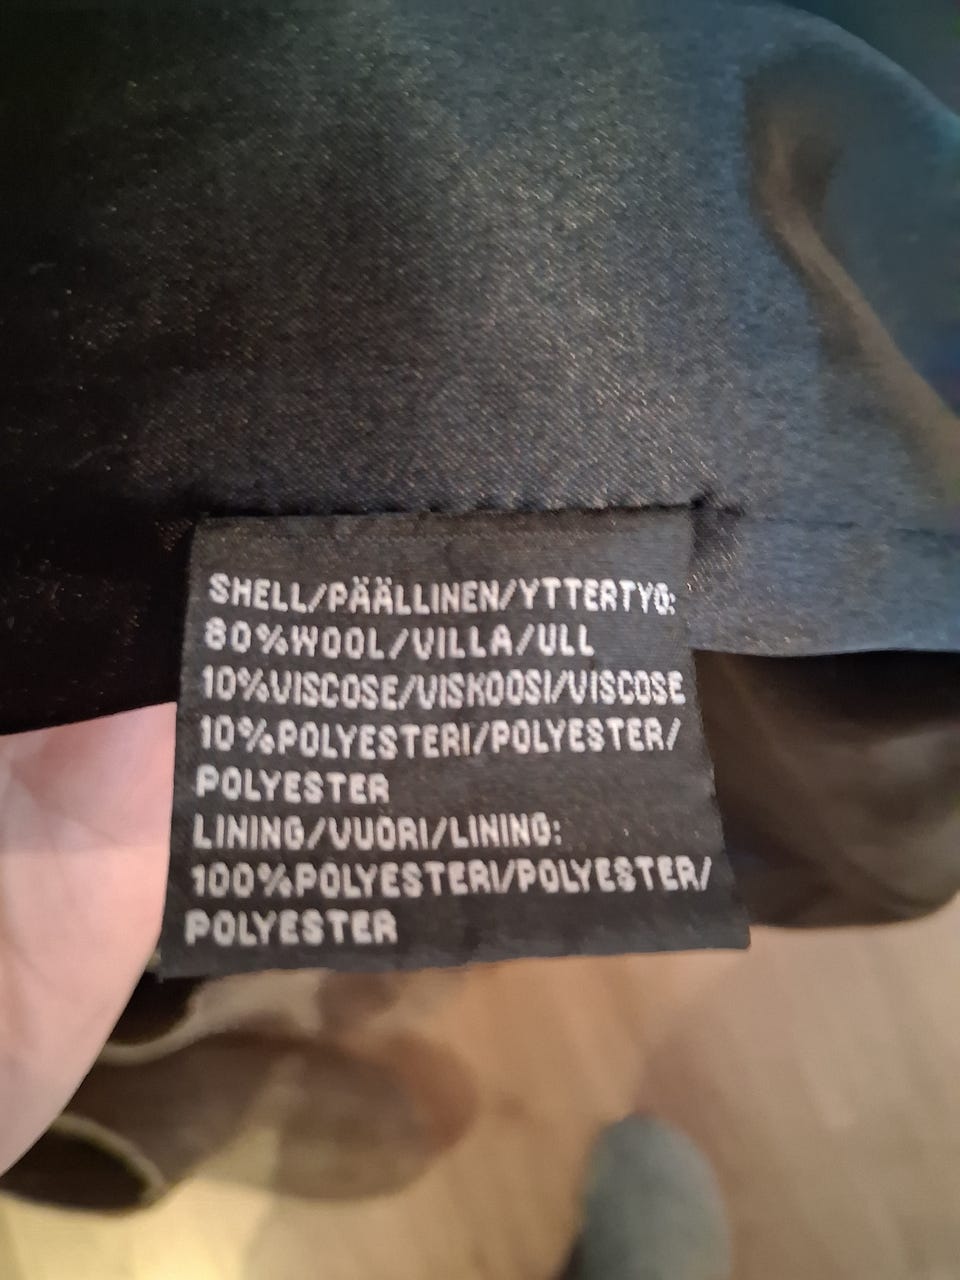 SHELL/PÄÄLLINEN/YTTERTYG:
80%WOOL/VILLA/ULL
10%VISCOSE/VISKOOSI/VISCOSE
10%POLYESTERI/POLYESTER/
POLYESTER
LINING/VUORI/LINING:
100%POLYESTERI/POLYESTER/
POLYESTER